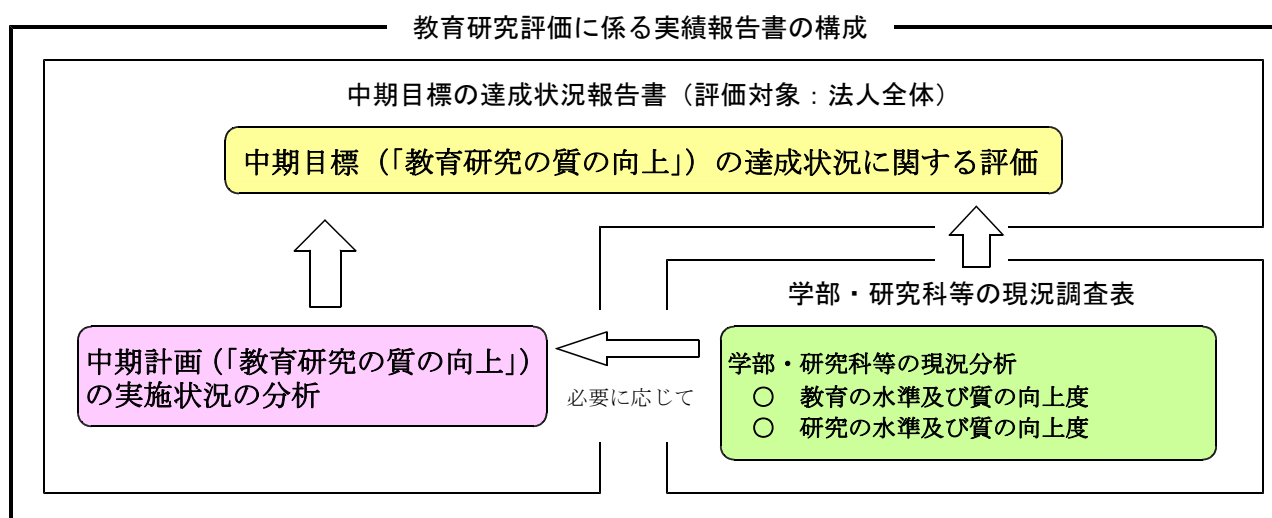 教育研究評価に係る実績報告書の構成
中期目標の達成状況報告書（評価対象：法人全体）
中期目標（「教育研究の質の向上」）の達成状況に関する評価
学部・研究科等の現況調査表
中期計画（「教育研究の質の向上」）
の実施状況の分析
必要に応じて
学部・研究科等の現況分析
○　教育の水準及び質の向上度
○　研究の水準及び質の向上度